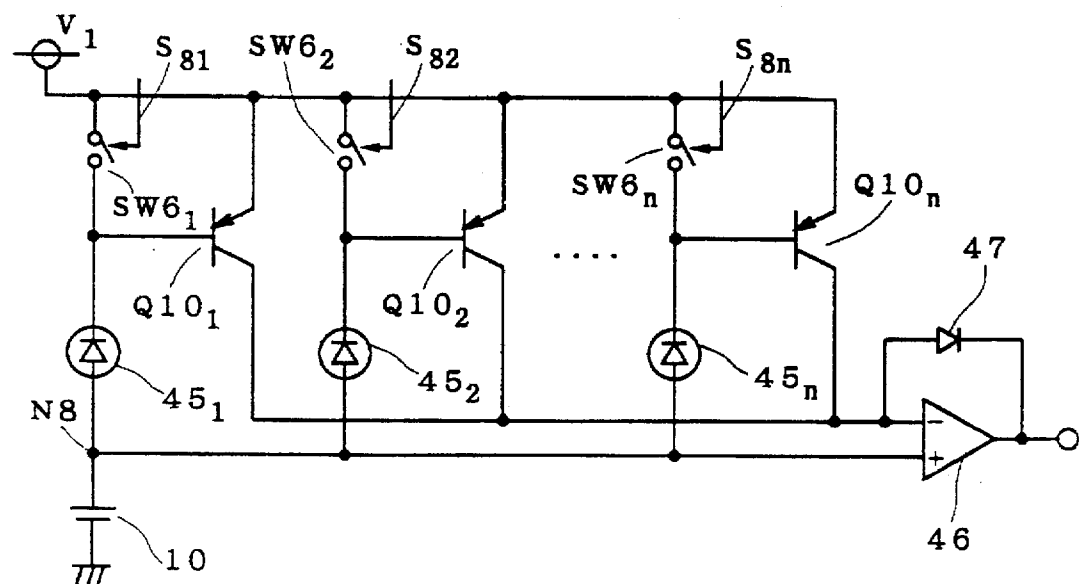 V1
S81
SW62
S82
S8n
SW61
SW6n
Q10n
Q101
Q102
....
47
451
452
45n
N8
−
+
46
10